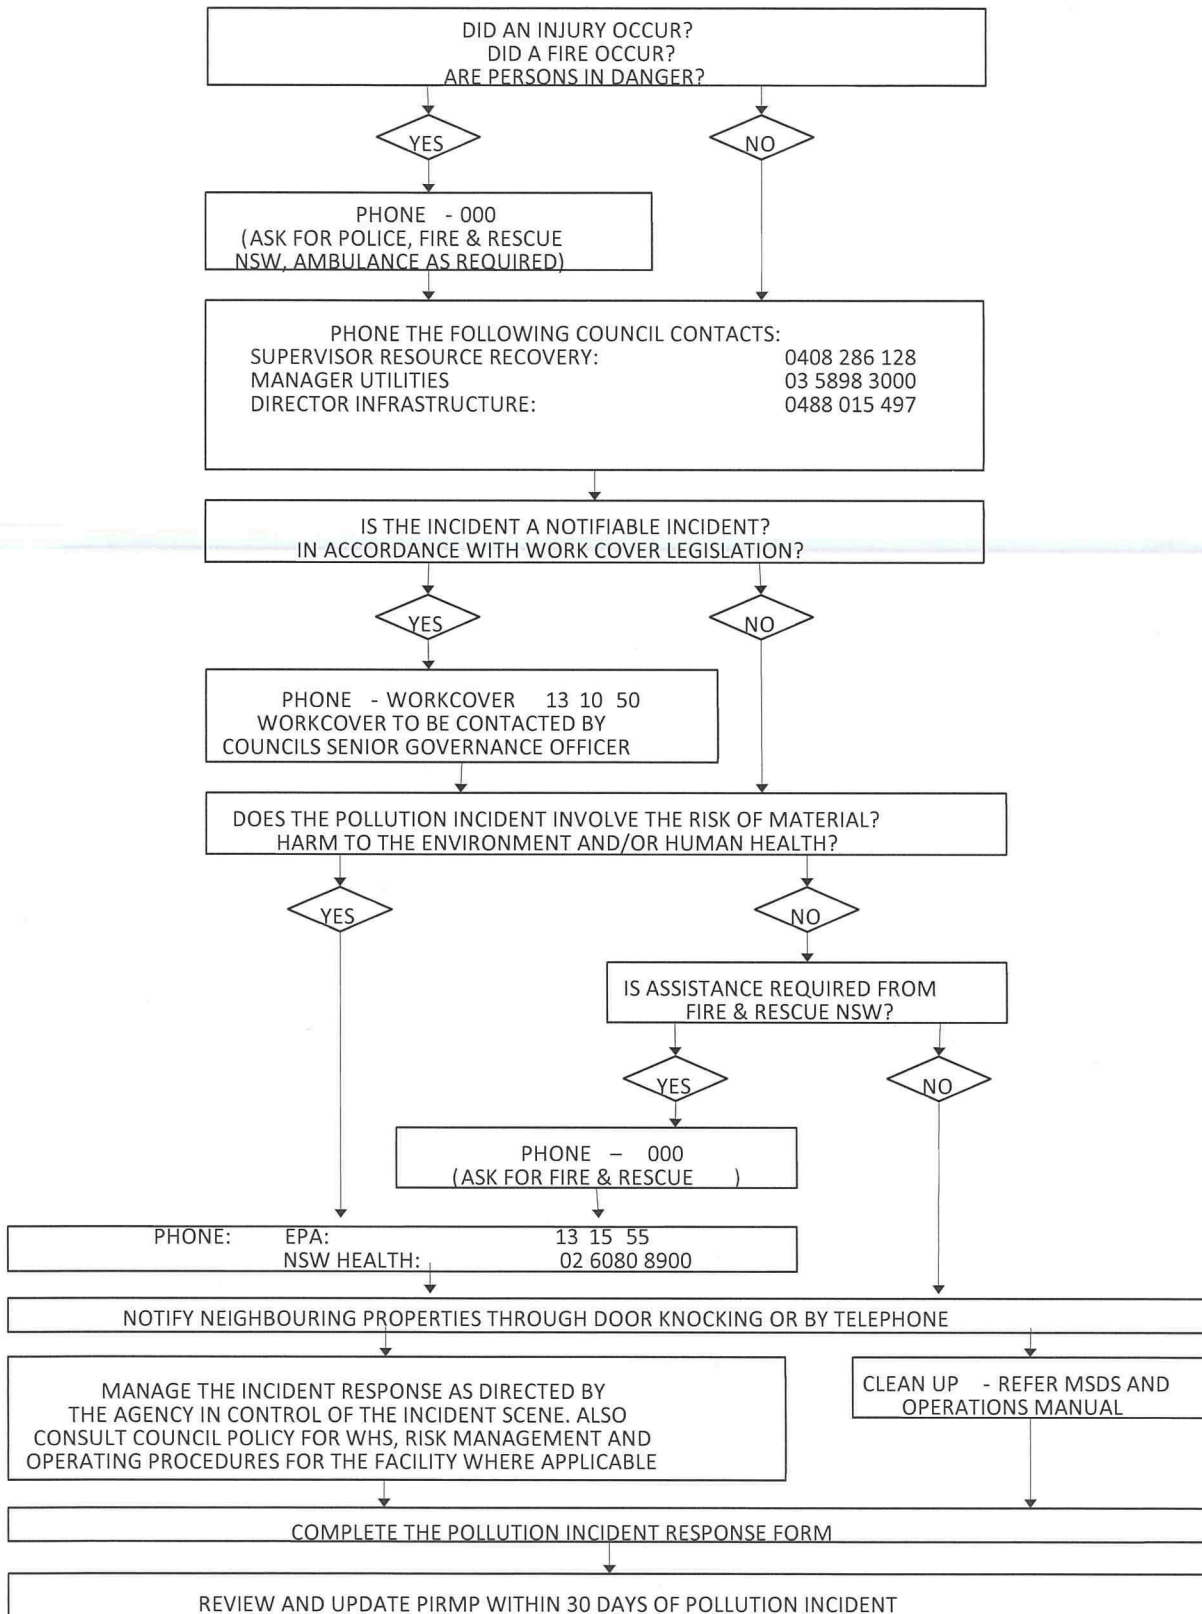 DID AN INJURY OCCUR?
DID A FIRE OCCUR?
ARE PERSONS IN DANGER?
YES
NO
PHONE - 000
(ASK FOR POLICE, FIRE & RESCUE
NSW, AMBULANCE AS REQUIRED)
PHONE THE FOLLOWING COUNCIL CONTACTS:
SUPERVISOR RESOURCE RECOVERY: 0408 286 128
MANAGER UTILITIES 03 5898 3000
DIRECTOR INFRASTRUCTURE: 0488 015 497
IS THE INCIDENT A NOTIFIABLE INCIDENT?
IN ACCORDANCE WITH WORK COVER LEGISLATION?
YES
NO
PHONE - WORKCOVER 13 10 50
WORKCOVER TO BE CONTACTED BY
COUNCILS SENIOR GOVERNANCE OFFICER
DOES THE POLLUTION INCIDENT INVOLVE THE RISK OF MATERIAL?
HARM TO THE ENVIRONMENT AND/OR HUMAN HEALTH?
YES
NO
IS ASSISTANCE REQUIRED FROM
FIRE & RESCUE NSW?
YES
NO
PHONE – 000
(ASK FOR FIRE & RESCUE )
PHONE: EPA: 13 15 55
NSW HEALTH: 02 6080 8900
NOTIFY NEIGHBOURING PROPERTIES THROUGH DOOR KNOCKING OR BY TELEPHONE
MANAGE THE INCIDENT RESPONSE AS DIRECTED BY
THE AGENCY IN CONTROL OF THE INCIDENT SCENE. ALSO
CONSULT COUNCIL POLICY FOR WHS, RISK MANAGEMENT AND
OPERATING PROCEDURES FOR THE FACILITY WHERE APPLICABLE
CLEAN UP - REFER MSDS AND
OPERATIONS MANUAL
COMPLETE THE POLLUTION INCIDENT RESPONSE FORM
REVIEW AND UPDATE PIRMP WITHIN 30 DAYS OF POLLUTION INCIDENT